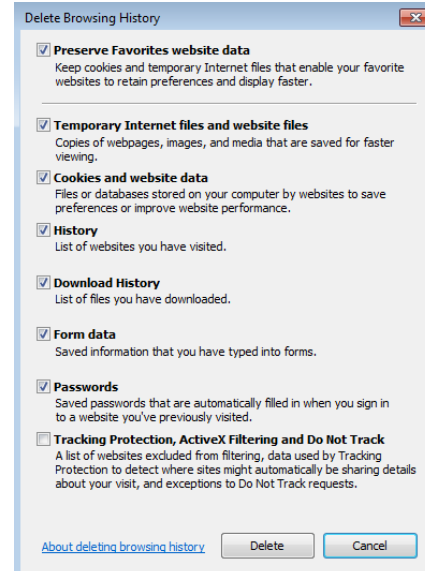 Delete Browsing History
Preserve Favorites website data
Keep cookies and temporary Internet files that enable your favorite
websites to retain preferences and display faster.
Temporary Internet files and website files
Copies of webpages, images, and media that are saved for faster
viewing.
Cookies and website data
Files or databases stored on your computer by websites to save
preferences or improve website performance.
History
List of websites you have visited.
Download History
List of files you have downloaded.
Form data
Saved information that you have typed into forms.
Passwords
Saved passwords that are automatically filled in when you sign in
to a website you've previously visited.
Tracking Protection, ActiveX Filtering and Do Not Track
A list of websites excluded from filtering, data used by Tracking
Protection to detect where sites might automatically be sharing details
about your visit, and exceptions to Do Not Track requests.
About deleting browsing history Delete Cancel